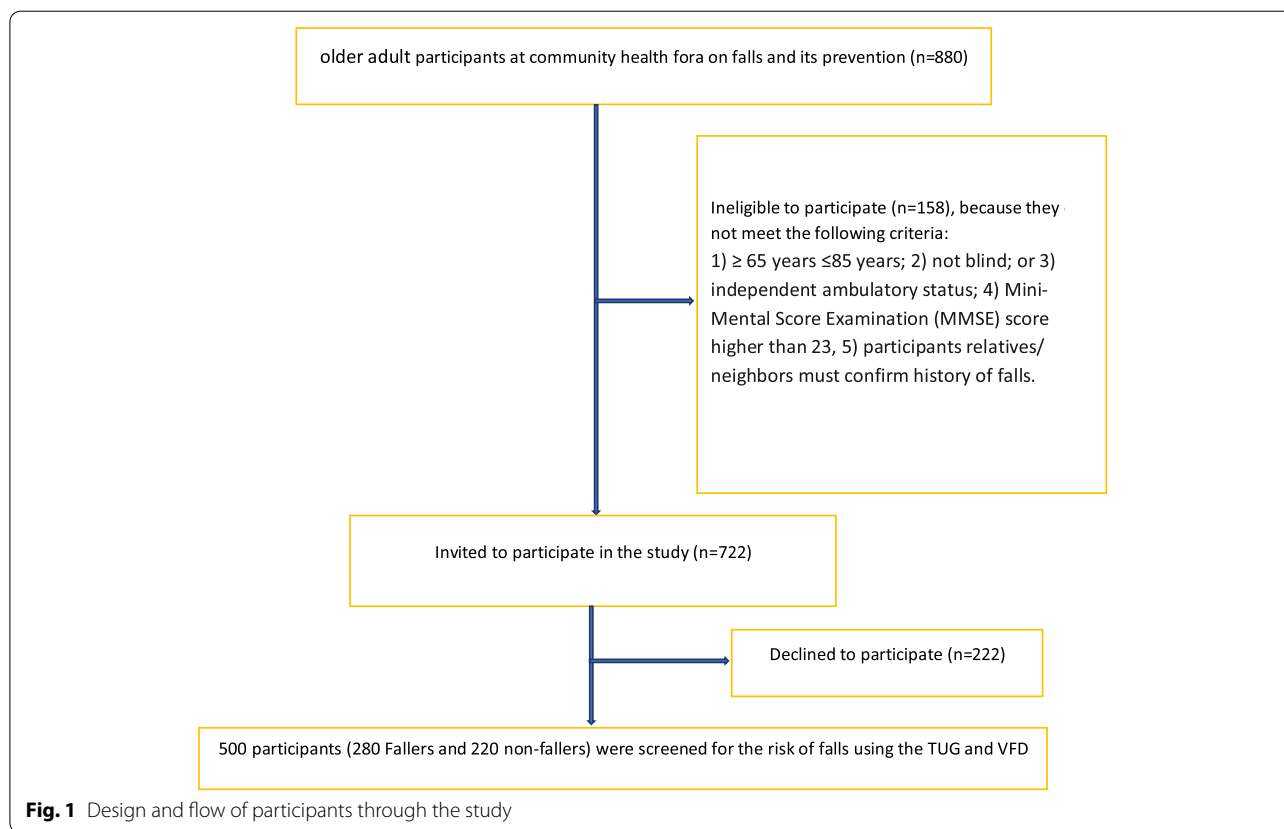 older adult participants at community health fora on falls and its prevention (n=880)
Ineligible to participate (n=158), because they
not meet the following criteria:
1) ≥ 65 years ≤85 years; 2) not blind; or 3)
independent ambulatory status; 4) Mini-
Mental Score Examination (MMSE) score
higher than 23, 5) participants relatives/
neighbors must confirm history of falls.
Invited to participate in the study (n=722)
Declined to participate (n=222)
500 participants (280 Fallers and 220 non-fallers) were screened for the risk of falls using the TUG and VFD
Fig. 1 Design and flow of participants through the study